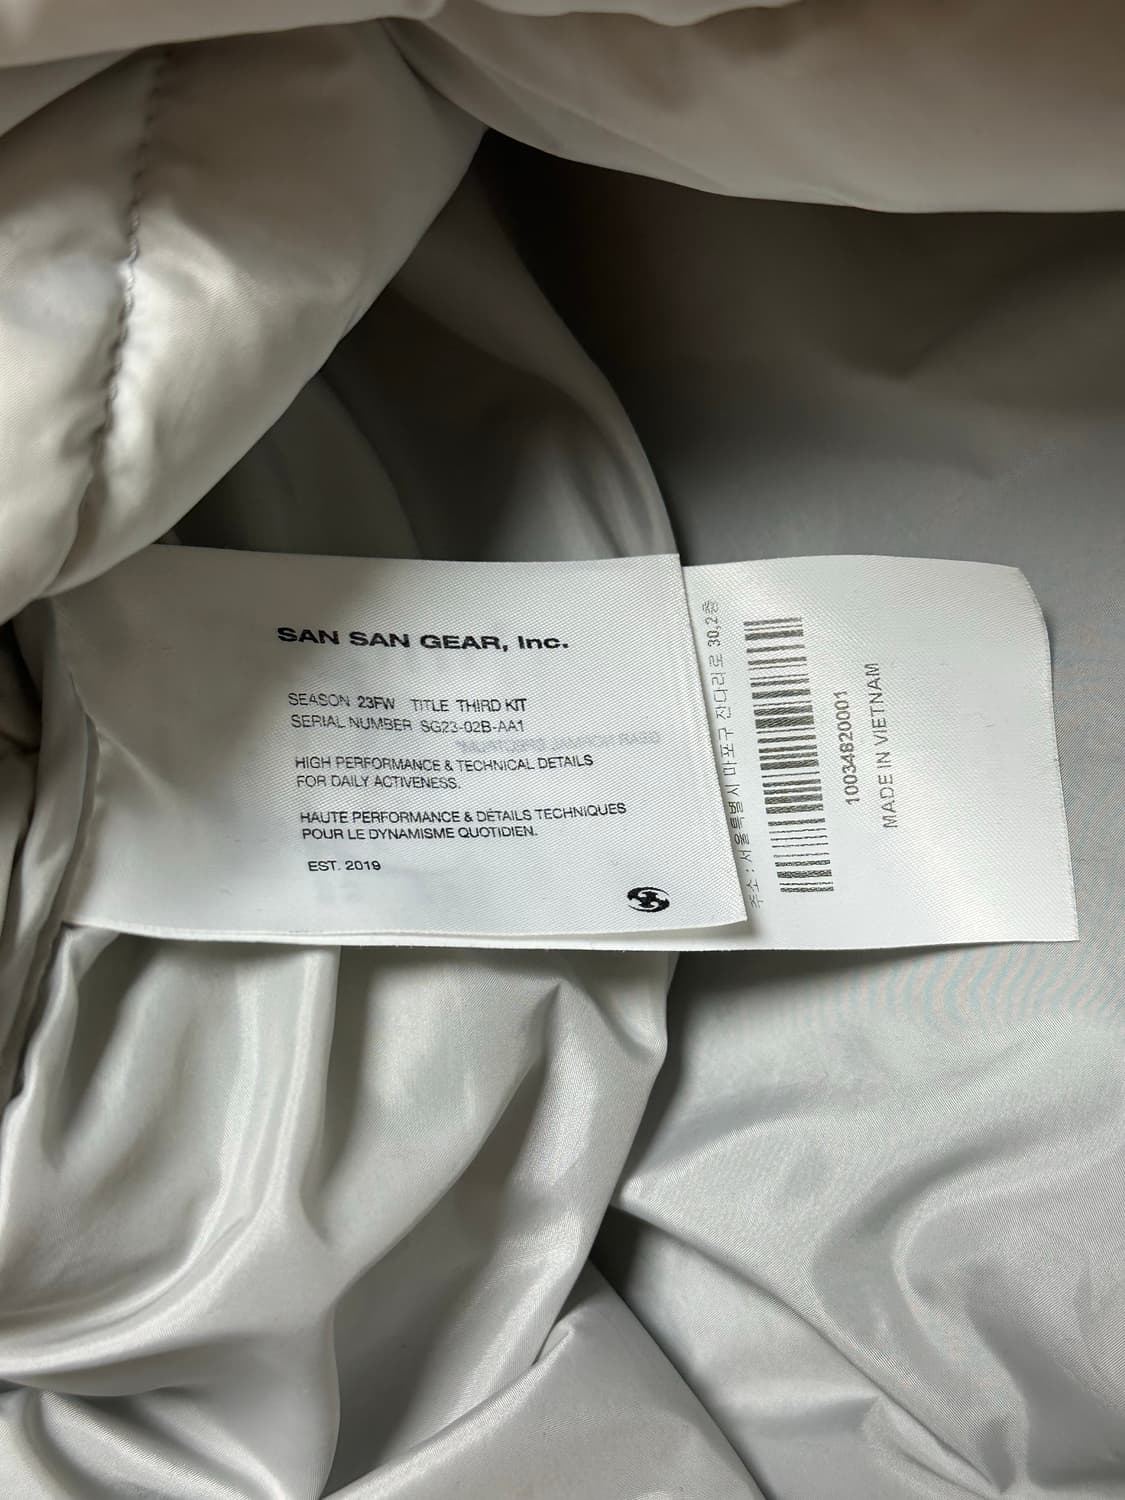 SAN SAN GEAR, Inc.
SEASON 23FW TITLE THIRD KIT
SERIAL NUMBER SG23-02B-AA1
HIGH PERFORMANCE & TECHNICAL DETAILS
FOR DAILY ACTIVENESS.
HAUTE PERFORMANCE & DÉTAILS TECHNIQUES
POUR LE DYNAMISME QUOTIDIEN.
EST. 2019
주소 : 서울특별시 마포구 잔다리로 30,2층
10034820001
MADE IN VIETNAM